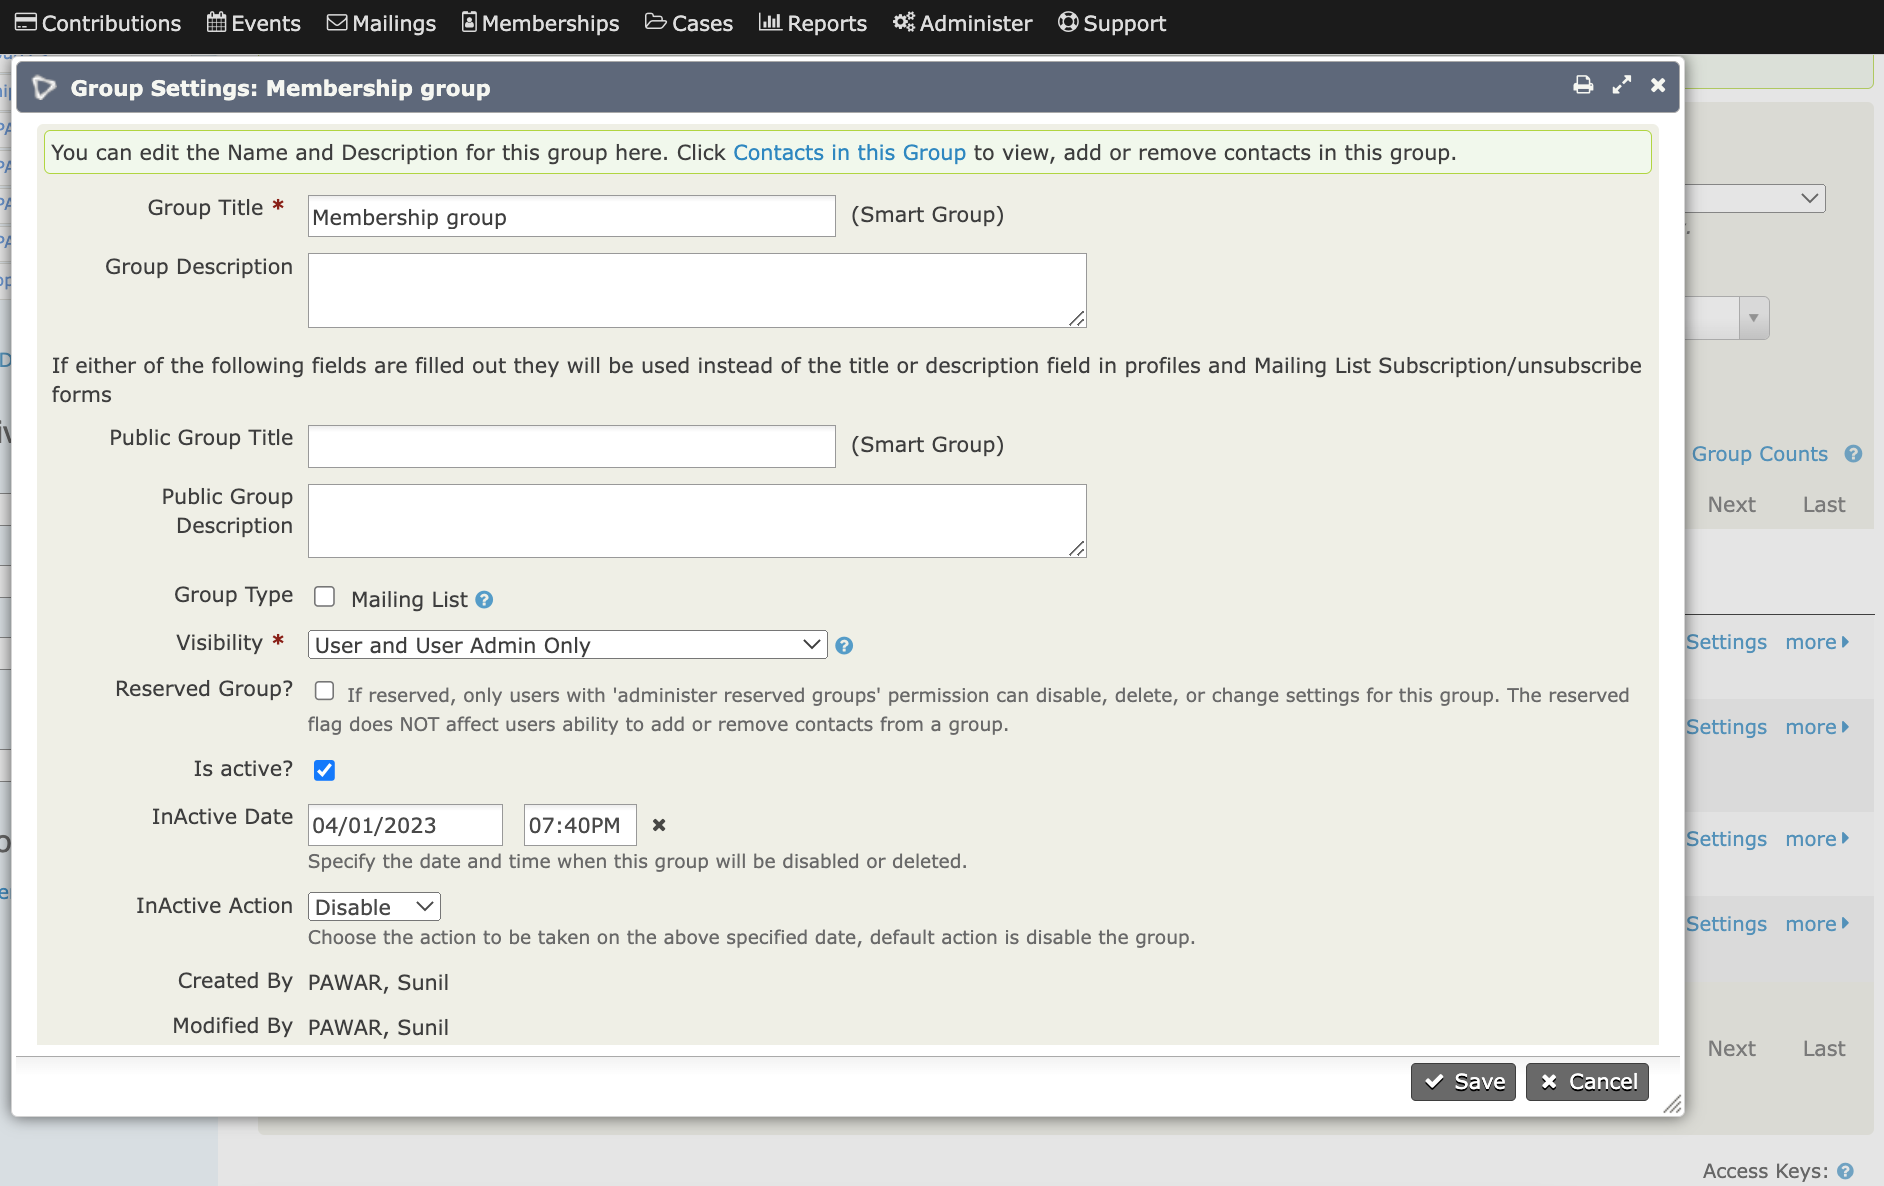 Contributions Events Mailings Memberships Cases Reports Administer Support
Group Settings: Membership group
You can edit the Name and Description for this group here. Click Contacts in this Group to view, add or remove contacts in this group.
Group Title *
Membership group
(Smart Group)
Group Description
If either of the following fields are filled out they will be used instead of the title or description field in profiles and Mailing List Subscription/unsubscribe
forms
Public Group Title
(Smart Group)
Public Group
Description
Group Type
Mailing List ?
Visibility *
User and User Admin Only
?
Reserved Group?
If reserved, only users with 'administer reserved groups' permission can disable, delete, or change settings for this group. The reserved
flag does NOT affect users ability to add or remove contacts from a group.
Is active?
InActive Date
04/01/2023
07:40PM
Specify the date and time when this group will be disabled or deleted.
InActive Action
Disable
Choose the action to be taken on the above specified date, default action is disable the group.
Created By
PAWAR, Sunil
Modified By
PAWAR, Sunil
Save
Cancel
Group Counts ?
Next Last
Settings more
Settings more
Settings more
Settings more
Next Last
Access Keys: ?